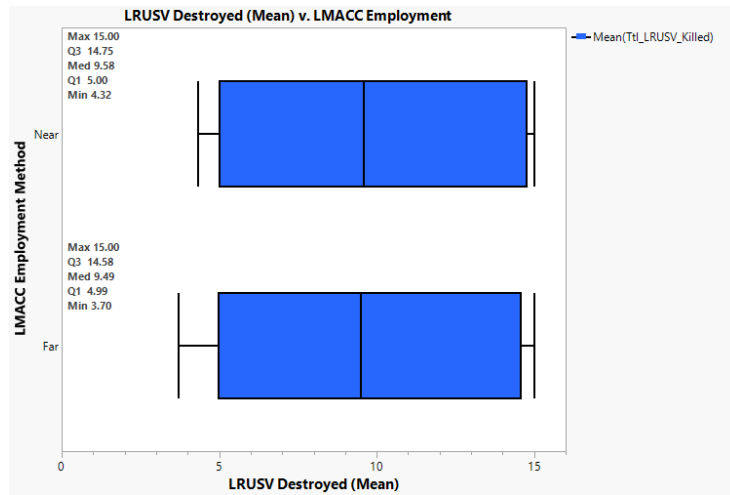 LRUSV Destroyed (Mean) v. LMACC Employment
Max 15.00
Q3 14.75
Med 9.58
Q1 5.00
Min 4.32
Mean(Ttl_LRUSV_Killed)
Near
LMACC Employment Method
Max 15.00
Q3 14.58
Med 9.49
Q1 4.99
Min 3.70
Far
0 5 10 15
LRUSV Destroyed (Mean)